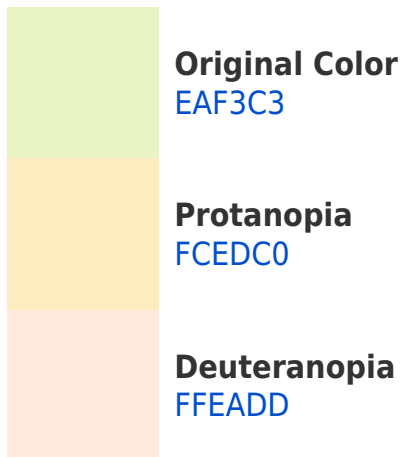 Original Color
EAF3C3
Protanopia
FCEDC0
Deuteranopia
FFEADD